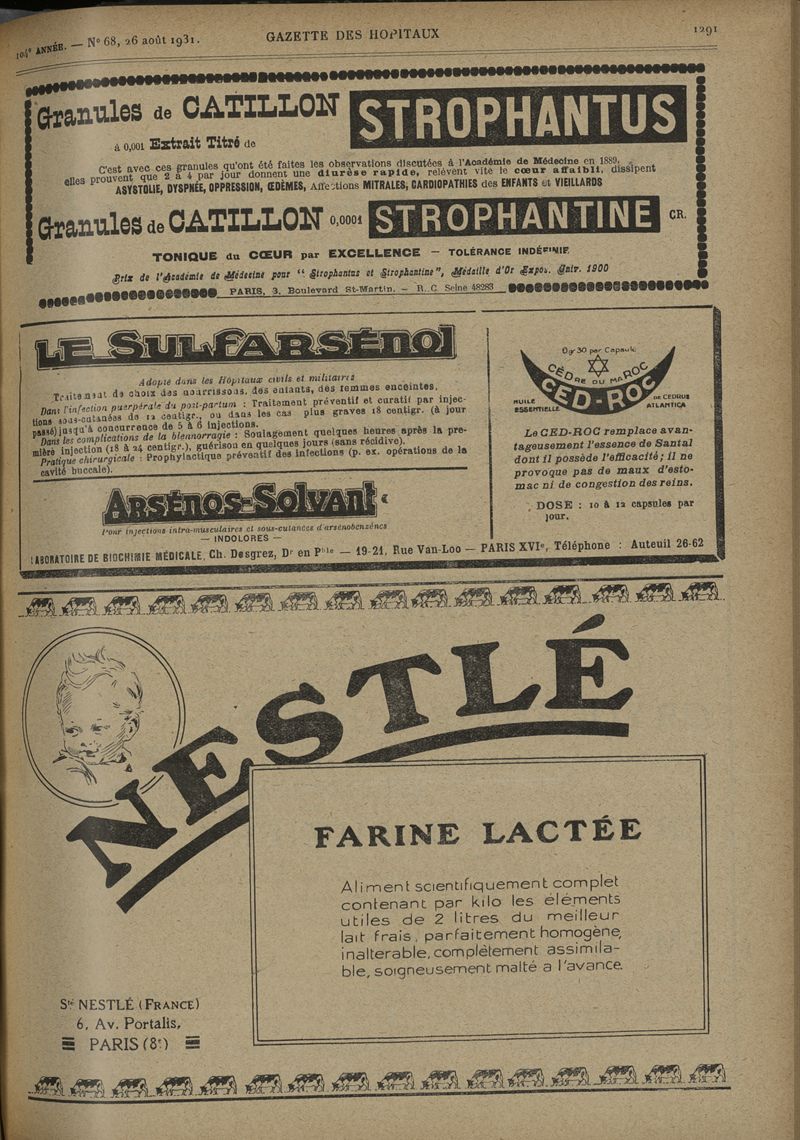 104e ANNÉE. — No 68, 26 août 1931.
GAZETTE DES HOPITAUX
1291
Granules de CATILLON
STROPHANTUS
à 0,001 Extrait Titré de
C'est avec ces granules qu'ont été faites les observations discutées à l'Académie de Médecine en 1889,
elles prouvent que 2 à 4 par jour donnent une diurèse rapide, relèvent vite le cœur affaibli, dissipent
ASYSTOLIE, DYSPNÉE, OPPRESSION, ŒDÈMES, Affections MITRALES, CARDIOPATHIES des ENFANTS et VIEILLARDS
Granules de CATILLON 0,0001 STROPHANTINE CR.
TONIQUE du CŒUR par EXCELLENCE — TOLÉRANCE INDÉFINIE
Prix de l'Académie de Médecine pour "Strophantus et Strophantine", Médaille d'Or Expos. Univ. 1900
PARIS, 3, Boulevard St-Martin. — R. C. Seine 48283
LE SULFARSÉNOL
Adopté dans les Hôpitaux civils et militaires
Traitement de choix des nourrissons, des enfants, des femmes enceintes.
Dans l'infection puerpérale du post-partum : Traitement préventif et curatif par injec-
tions sous-cutanées de 12 centigr., ou dans les cas plus graves 18 centigr. (à jour
passé) jusqu'à concurrence de 5 à 6 injections.
Dans les complications de la blennorragie : Soulagement quelques heures après la pre-
mière injection (18 à 24 centigr.), guérison en quelques jours (sans récidive).
Pratique chirurgicale : Prophylactique préventif des infections (p. ex. opérations de la
cavité buccale).
ARSÉNOS-SOLVANT
Pour injections intra-musculaires et sous-cutanées d'arsénobenzènes
— INDOLORES —
0gr30 par Capsule
CÈDRE DU MAROC
CED-ROC
HUILE
ESSENTIELLE
DE CEDRUS
ATLANTICA
Le CED-ROC remplace avan-
tageusement l'essence de Santal
dont il possède l'efficacité; il ne
provoque pas de maux d'esto-
mac ni de congestion des reins.
DOSE : 10 à 12 capsules par
jour.
LABORATOIRE DE BIOCHIMIE MÉDICALE, Ch. Desgrez, Dr en Phie — 19-21, Rue Van-Loo — PARIS XVIe, Téléphone : Auteuil 26-62
NESTLÉ
FARINE LACTÉE
Aliment scientifiquement complet
contenant par kilo les éléments
utiles de 2 litres du meilleur
lait frais, parfaitement homogène,
inaltérable, complètement assimila-
ble, soigneusement malté a l'avance.
Sté NESTLÉ (FRANCE)
6, Av. Portalis,
PARIS (8e)